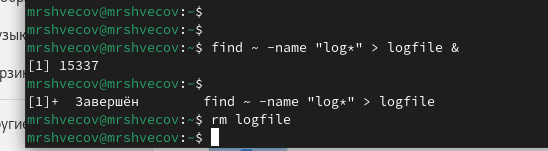 mrshvecov@mrshvecov:~$
mrshvecov@mrshvecov:~$
mrshvecov@mrshvecov:~$ find ~ -name "log*" > logfile &
[1] 15337
mrshvecov@mrshvecov:~$
[1]+  Завершён        find ~ -name "log*" > logfile
mrshvecov@mrshvecov:~$ rm logfile
mrshvecov@mrshvecov:~$